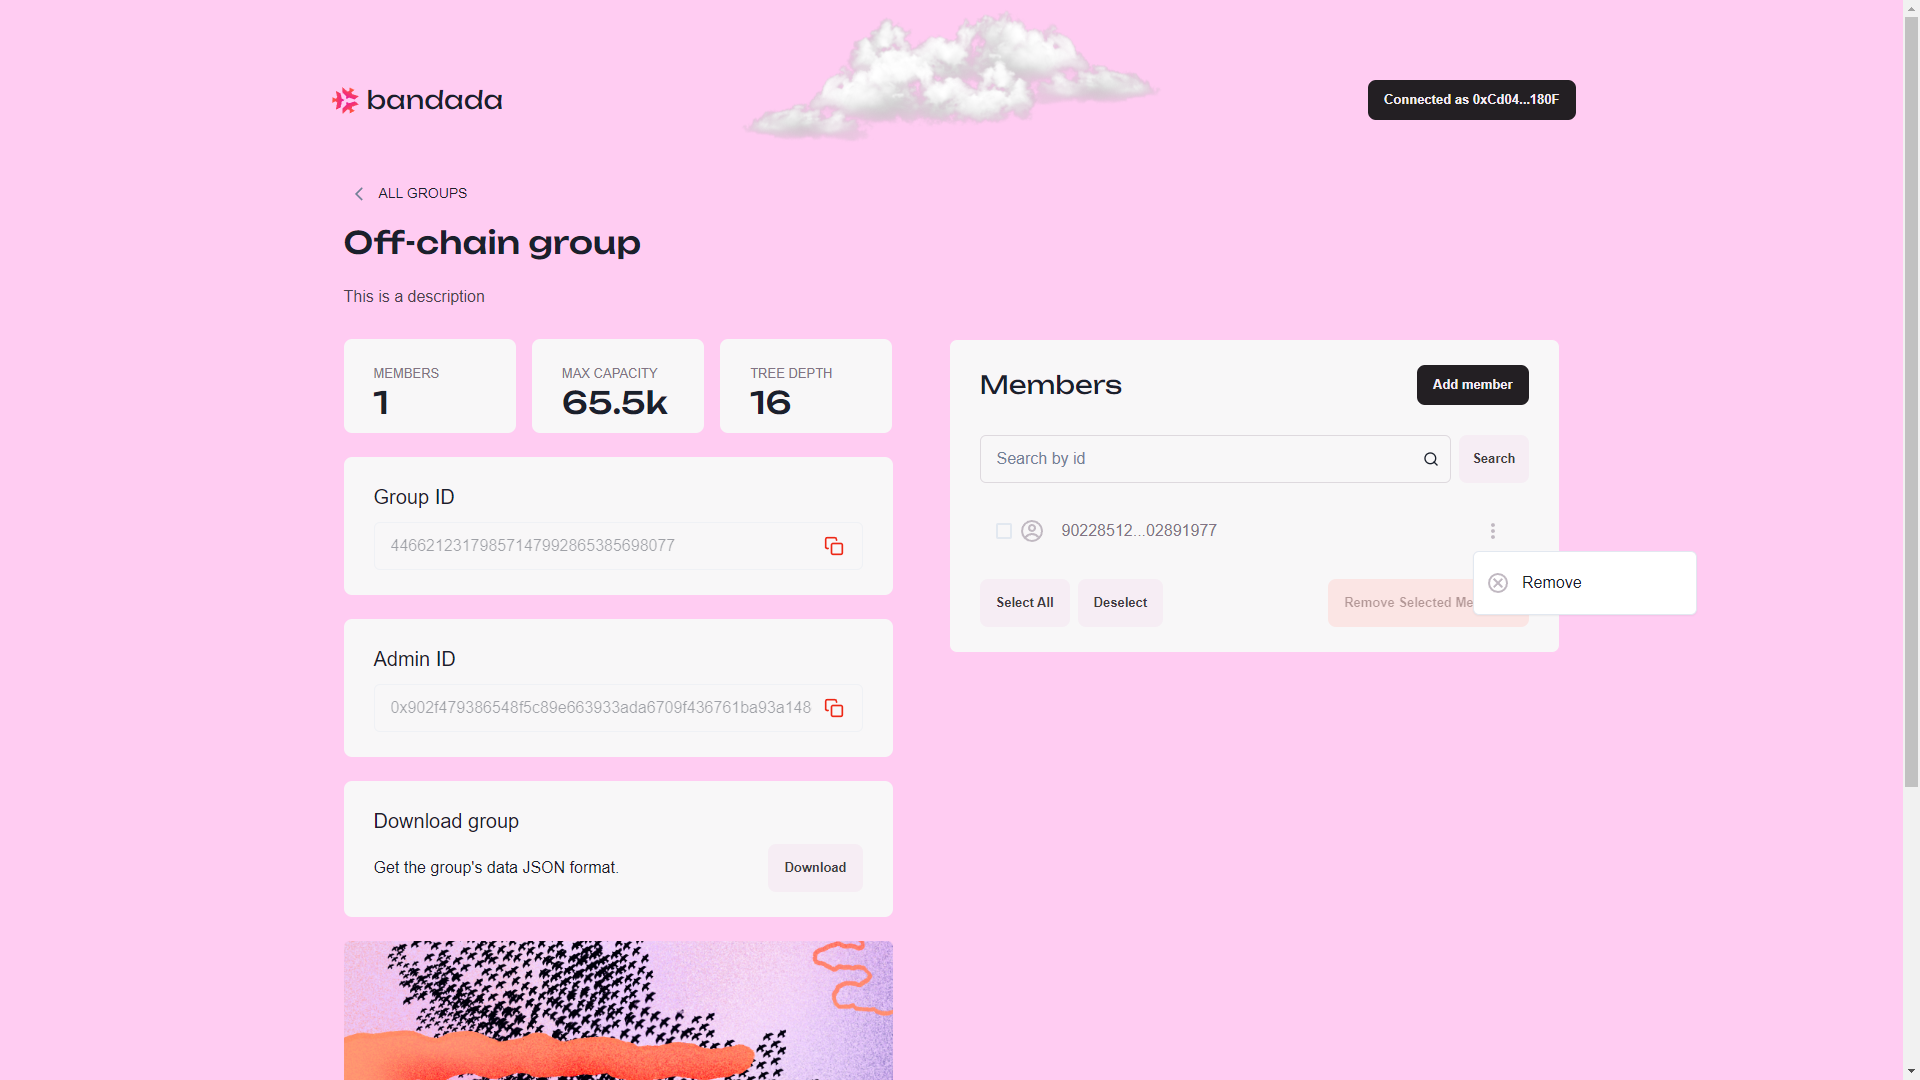 bandada
Connected as 0xCd04...180F
ALL GROUPS
Off-chain group
This is a description
MEMBERS
1
MAX CAPACITY
65.5k
TREE DEPTH
16
Group ID
44662123179857147992865385698077
Admin ID
0x902f479386548f5c89e663933ada6709f436761ba93a148
Download group
Get the group's data JSON format.
Download
Members
Add member
Search by id
Search
90228512...02891977
Remove
Select All
Deselect
Remove Selected Me